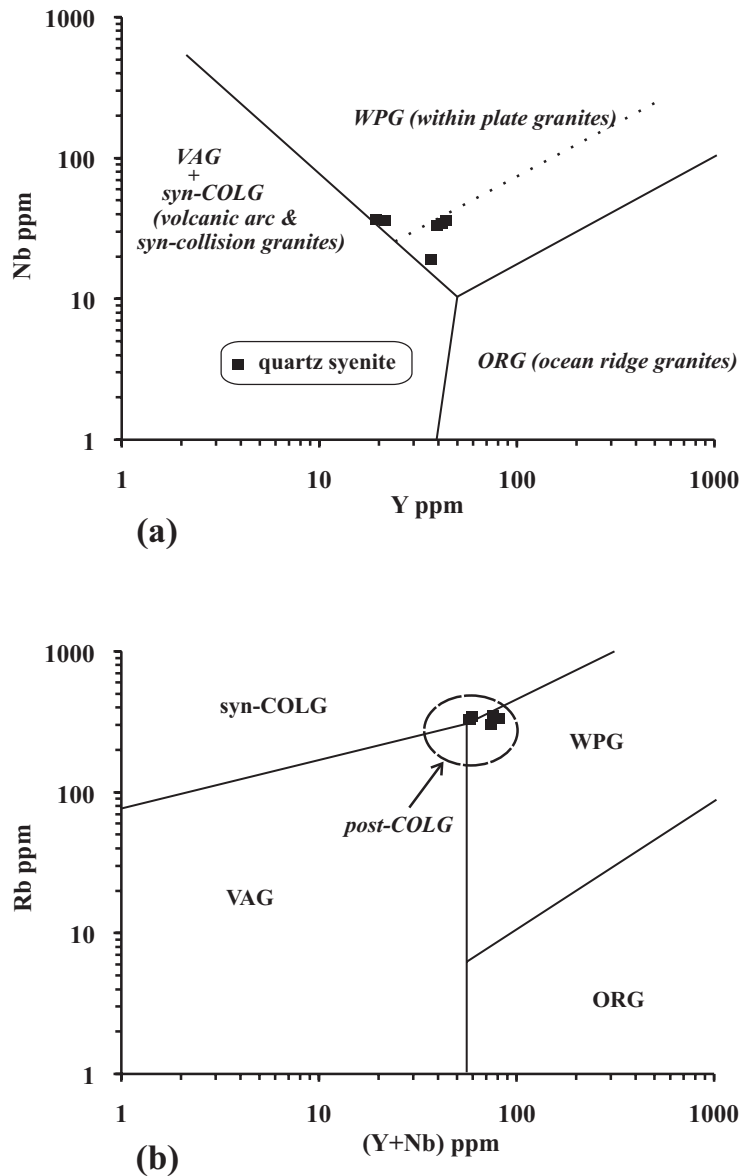 1000
WPG (within plate granites)
VAG
+
syn-COLG
(volcanic arc &
syn-collision granites)
100
Nb ppm
10
quartz syenite
ORG (ocean ridge granites)
1
1
10
100
1000
Y ppm
(a)
1000
syn-COLG
WPG
100
post-COLG
Rb ppm
VAG
10
ORG
1
1
10
100
1000
(Y+Nb) ppm
(b)